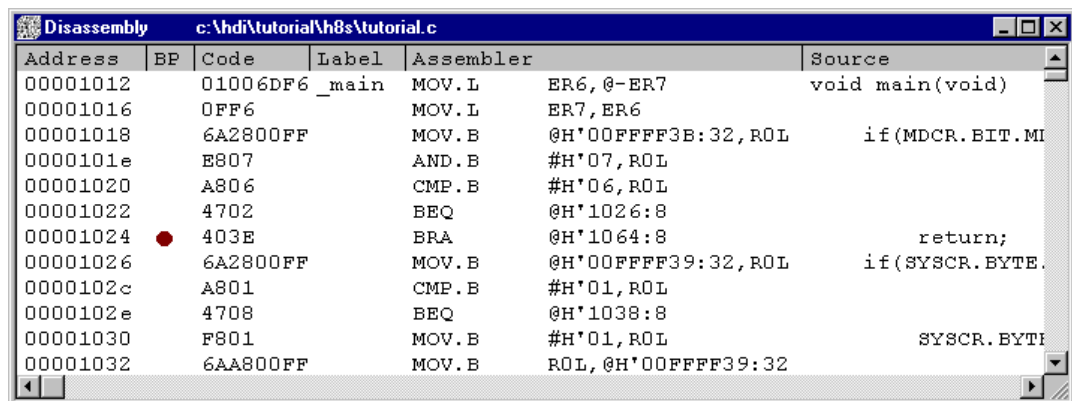 Disassembly c:\hdi\tutorial\h8s\tutorial.c
Address BP Code Label Assembler Source
00001012 01006DF6 _main MOV.L ER6,@-ER7 void main(void)
00001016 0FF6 MOV.L ER7,ER6
00001018 6A2800FF MOV.B @H'00FFFF3B:32,R0L if(MDCR.BIT.MD
0000101e E807 AND.B #H'07,R0L
00001020 A806 CMP.B #H'06,R0L
00001022 4702 BEQ @H'1026:8
00001024 403E BRA @H'1064:8 return;
00001026 6A2800FF MOV.B @H'00FFFF39:32,R0L if(SYSCR.BYTE.
0000102c A801 CMP.B #H'01,R0L
0000102e 4708 BEQ @H'1038:8
00001030 F801 MOV.B #H'01,R0L SYSCR.BYTE
00001032 6AA800FF MOV.B R0L,@H'00FFFF39:32